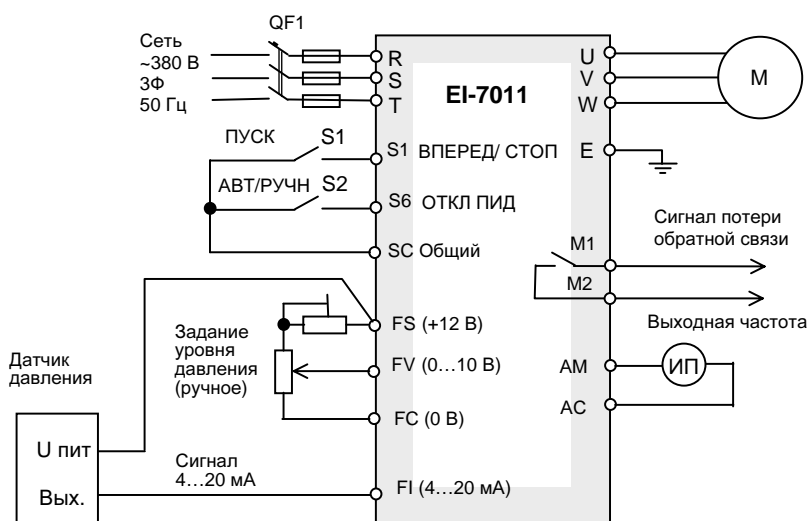 QF1
Сеть
~380 В
3Ф
50 Гц
R
S
T
EI-7011
U
V
W
М
ПУСК
S1
S1 ВПЕРЕД/ СТОП
E
АВТ/РУЧН
S2
S6 ОТКЛ ПИД
SC Общий
M1
M2
Сигнал потери
обратной связи
Выходная частота
Задание
уровня
давления
(ручное)
FS (+12 В)
FV (0…10 В)
FC (0 В)
AM
AC
ИП
Датчик
давления
U пит
Вых.
Сигнал
4…20 мА
FI (4…20 мА)